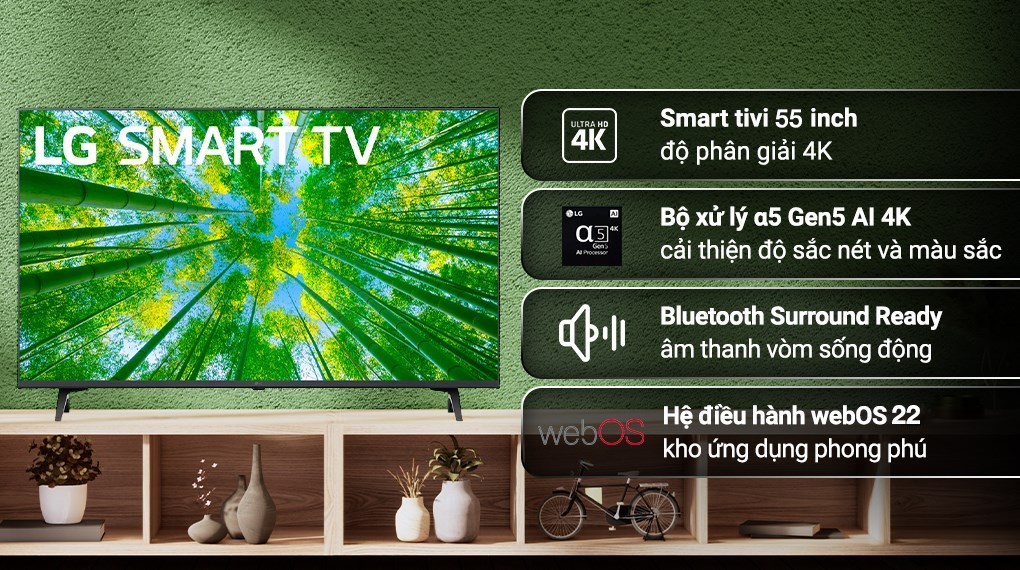 LG SMART TV
ULTRA HD
4K
Smart tivi 55 inch
độ phân giải 4K
LG AI
α5 4K
Gen5
AI Processor
Bộ xử lý α5 Gen5 AI 4K
cải thiện độ sắc nét và màu sắc
Bluetooth Surround Ready
âm thanh vòm sống động
webOS
Hệ điều hành webOS 22
kho ứng dụng phong phú